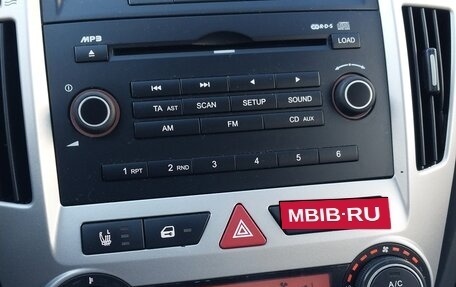 MP3
R·D·S
LOAD
TA AST SCAN SETUP SOUND
AM FM CD AUX
1 RPT 2 RND 3 4 5 6
MBIB·RU
A/C